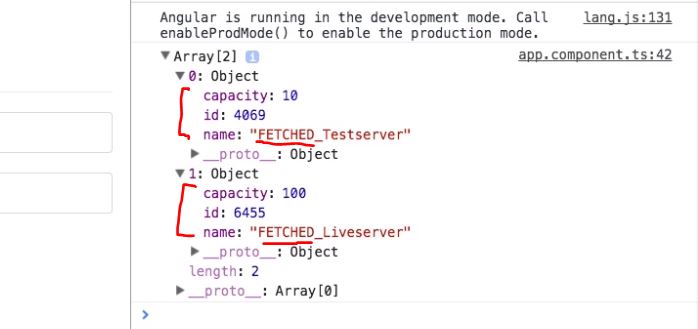 Angular is running in the development mode. Call lang.js:131
enableProdMode() to enable the production mode.
▼Array[2] i app.component.ts:42
▼0: Object
capacity: 10
id: 4069
name: "FETCHED_Testserver"
▶__proto__: Object
▼1: Object
capacity: 100
id: 6455
name: "FETCHED_Liveserver"
▶__proto__: Object
length: 2
▶__proto__: Array[0]
>